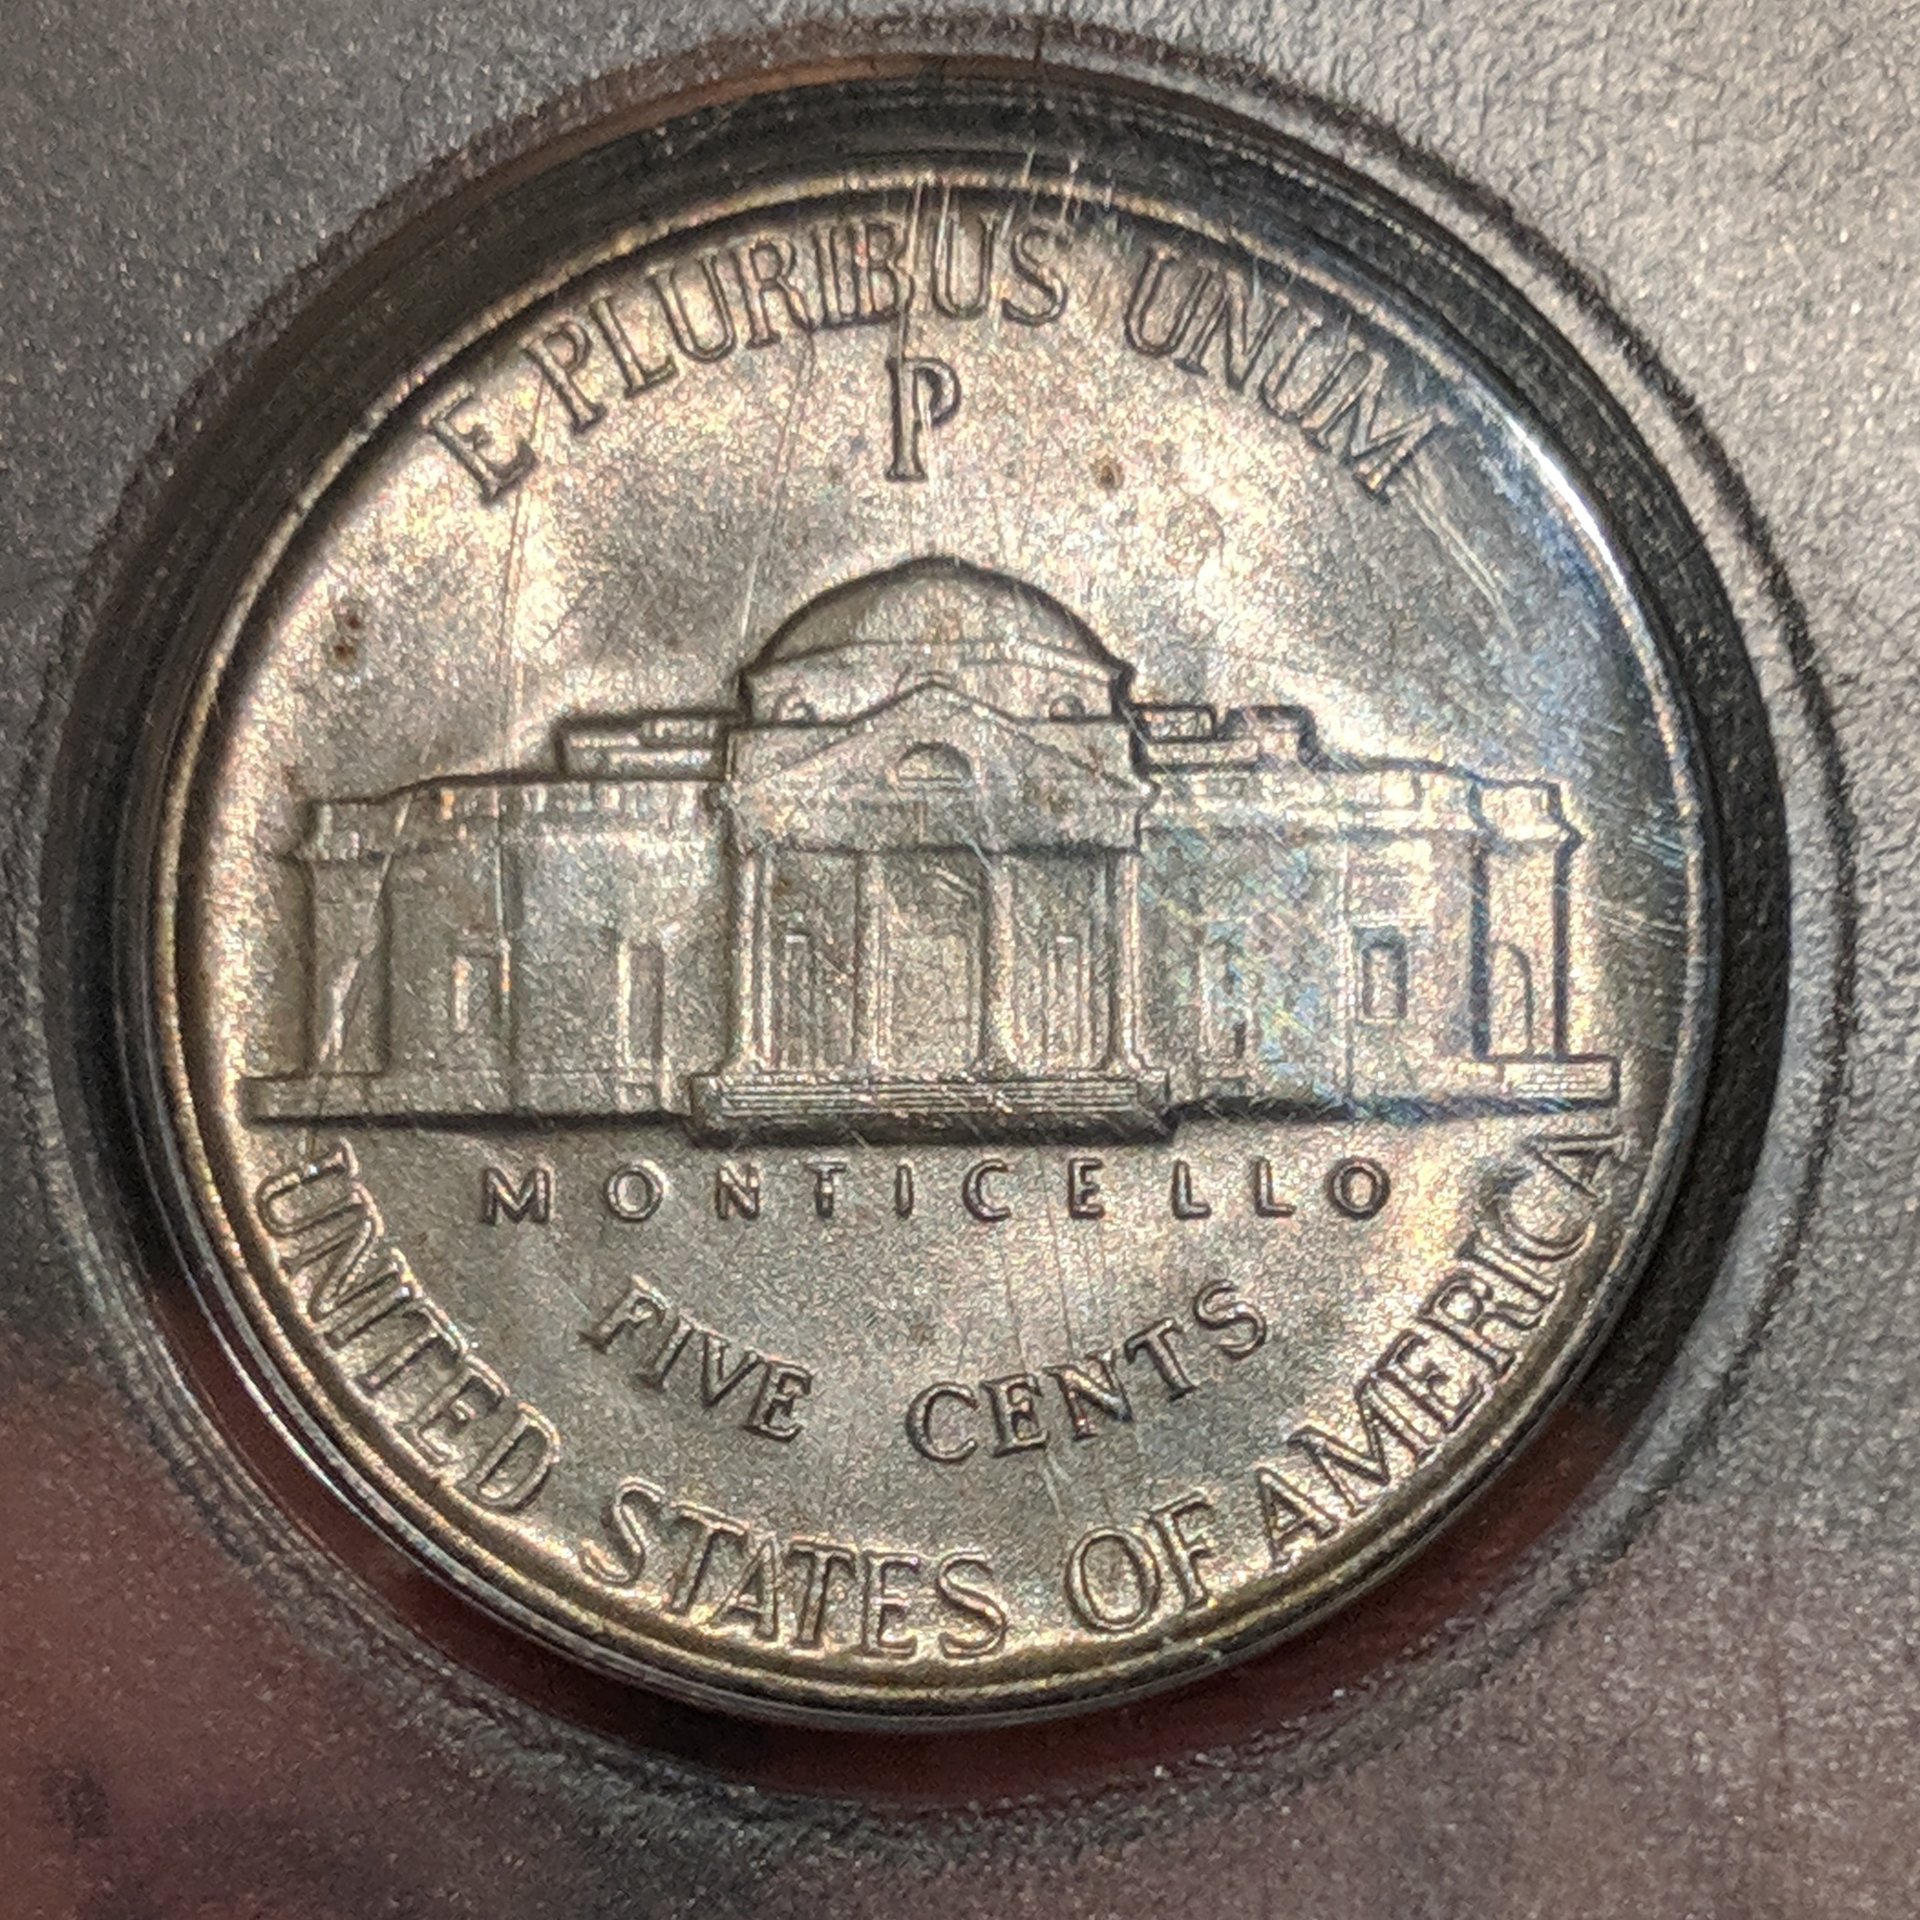 E PLURIBUS UNUM
P
MONTICELLO
FIVE CENTS
UNITED STATES OF AMERICA